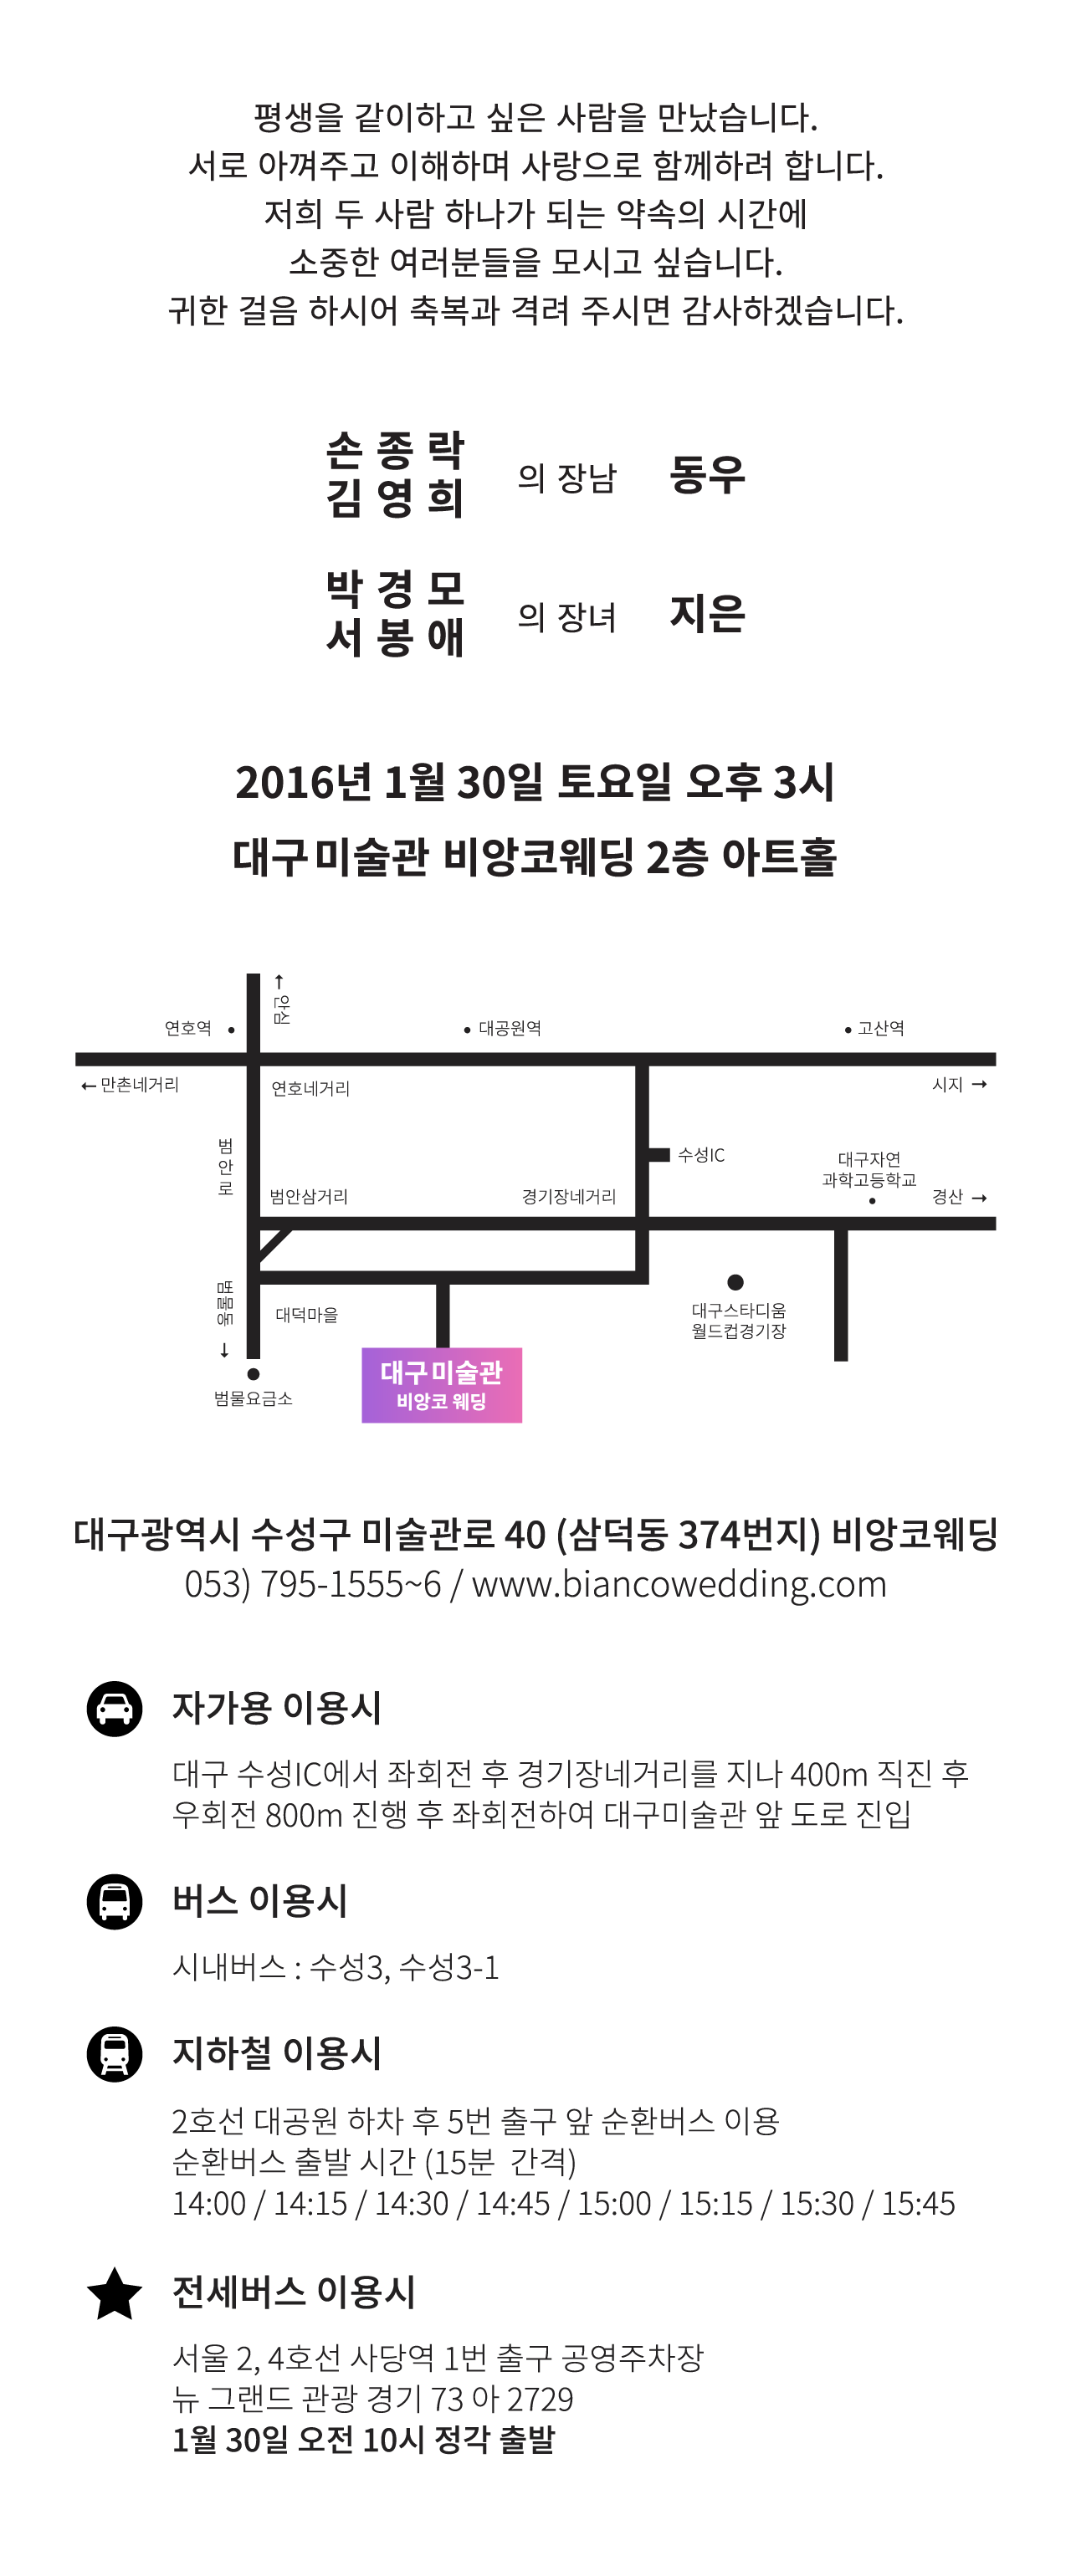 평생을 같이하고 싶은 사람을 만났습니다.
서로 아껴주고 이해하며 사랑으로 함께하려 합니다.
저희 두 사람 하나가 되는 약속의 시간에
소중한 여러분들을 모시고 싶습니다.
귀한 걸음 하시어 축복과 격려 주시면 감사하겠습니다.
손종락
김영희
의 장남 동우
박경모
서봉애
의 장녀 지은
2016년 1월 30일 토요일 오후 3시
대구미술관 비앙코웨딩 2층 아트홀
← 안심
연호역
대공원역
고산역
← 만촌네거리
연호네거리
시지 →
범안로
수성IC
대구자연
과학고등학교
범안삼거리
경기장네거리
경산 →
범물동 →
대덕마을
대구스타디움
월드컵경기장
대구미술관
비앙코 웨딩
범물요금소
대구광역시 수성구 미술관로 40 (삼덕동 374번지) 비앙코웨딩
053) 795-1555~6 / www.biancowedding.com
자가용 이용시
대구 수성IC에서 좌회전 후 경기장네거리를 지나 400m 직진 후
우회전 800m 진행 후 좌회전하여 대구미술관 앞 도로 진입
버스 이용시
시내버스 : 수성3, 수성3-1
지하철 이용시
2호선 대공원 하차 후 5번 출구 앞 순환버스 이용
순환버스 출발 시간 (15분 간격)
14:00 / 14:15 / 14:30 / 14:45 / 15:00 / 15:15 / 15:30 / 15:45
전세버스 이용시
서울 2, 4호선 사당역 1번 출구 공영주차장
뉴 그랜드 관광 경기 73 아 2729
1월 30일 오전 10시 정각 출발